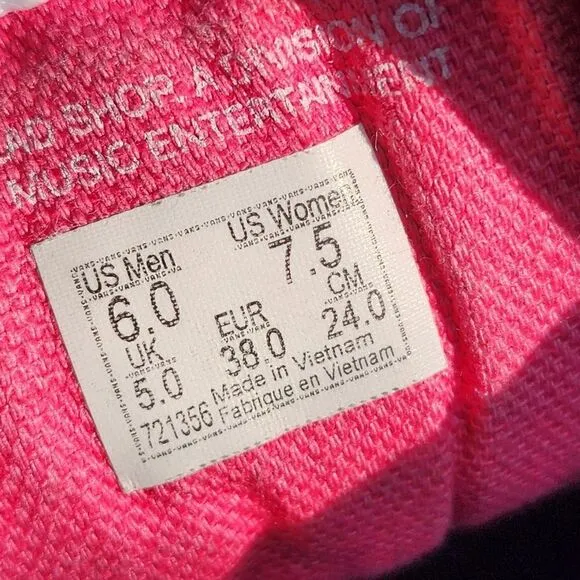 SHOP, A DIVISION OF
MUSIC ENTERTAINMENT
US Men US Women
6.0 7.5
UK EUR CM
5.0 38.0 24.0
721356 Made in Vietnam
Fabrique en Vietnam